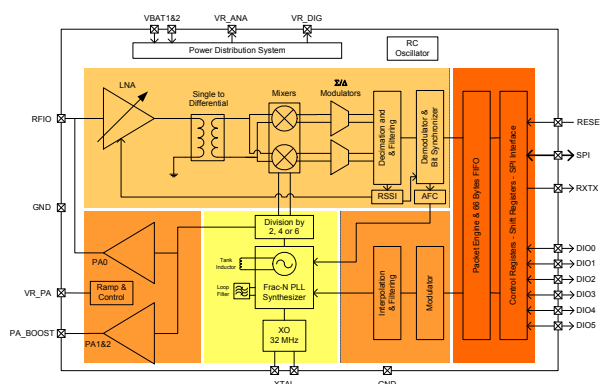 VBAT1&2 VR_ANA VR_DIG
Power Distribution System
RC
Oscillator
LNA
Single to
Differential
Mixers
Σ/Δ
Modulators
RFIO
Decimation and
& Filtering
Demodulator &
Bit Synchronizer
RSSI
AFC
Packet Engine & 66 Bytes FIFO
Control Registers - Shift Registers - SPI Interface
RESET
SPI
RXTX
DIO0
DIO1
DIO2
DIO3
DIO4
DIO5
GND
Division by
2, 4 or 6
PA0
Tank
Inductor
Loop
Filter
Frac-N PLL
Synthesizer
Interpolation
& Filtering
Modulator
VR_PA
Ramp &
Control
PA_BOOST
PA1&2
XO
32 MHz
XTAL
GND